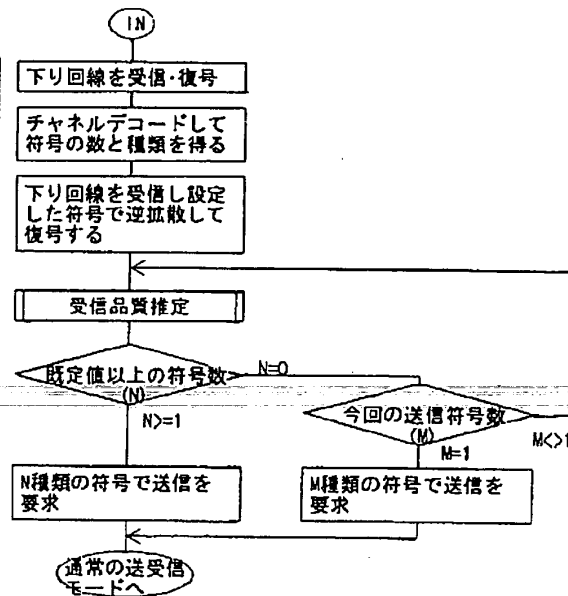 IN
下り回線を受信・復号
チャネルデコードして
符号の数と種類を得る
下り回線を受信し設定
した符号で逆拡散して
復号する
受信品質推定
既定値以上の符号数
(N)
N=0
N>=1
今回の送信符号数
(M)
M<>1
M=1
N種類の符号で送信を
要求
M種類の符号で送信を
要求
通常の送受信
モードへ